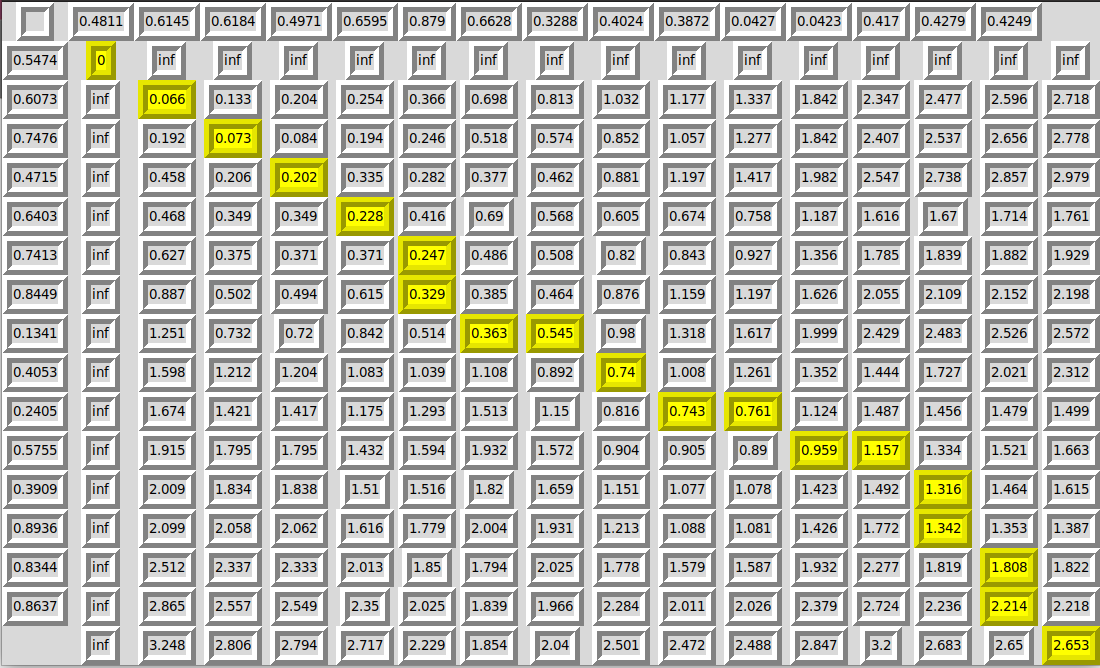 0.4811 0.6145 0.6184 0.4971 0.6595 0.879 0.6628 0.3288 0.4024 0.3872 0.0427 0.0423 0.417 0.4279 0.4249
0.5474 0 inf inf inf inf inf inf inf inf inf inf inf inf inf inf inf
0.6073 inf 0.066 0.133 0.204 0.254 0.366 0.698 0.813 1.032 1.177 1.337 1.842 2.347 2.477 2.596 2.718
0.7476 inf 0.192 0.073 0.084 0.194 0.246 0.518 0.574 0.852 1.057 1.277 1.842 2.407 2.537 2.656 2.778
0.4715 inf 0.458 0.206 0.202 0.335 0.282 0.377 0.462 0.881 1.197 1.417 1.982 2.547 2.738 2.857 2.979
0.6403 inf 0.468 0.349 0.349 0.228 0.416 0.69 0.568 0.605 0.674 0.758 1.187 1.616 1.67 1.714 1.761
0.7413 inf 0.627 0.375 0.371 0.371 0.247 0.486 0.508 0.82 0.843 0.927 1.356 1.785 1.839 1.882 1.929
0.8449 inf 0.887 0.502 0.494 0.615 0.329 0.385 0.464 0.876 1.159 1.197 1.626 2.055 2.109 2.152 2.198
0.1341 inf 1.251 0.732 0.72 0.842 0.514 0.363 0.545 0.98 1.318 1.617 1.999 2.429 2.483 2.526 2.572
0.4053 inf 1.598 1.212 1.204 1.083 1.039 1.108 0.892 0.74 1.008 1.261 1.352 1.444 1.727 2.021 2.312
0.2405 inf 1.674 1.421 1.417 1.175 1.293 1.513 1.15 0.816 0.743 0.761 1.124 1.487 1.456 1.479 1.499
0.5755 inf 1.915 1.795 1.795 1.432 1.594 1.932 1.572 0.904 0.905 0.89 0.959 1.157 1.334 1.521 1.663
0.3909 inf 2.009 1.834 1.838 1.51 1.516 1.82 1.659 1.151 1.077 1.078 1.423 1.492 1.316 1.464 1.615
0.8936 inf 2.099 2.058 2.062 1.616 1.779 2.004 1.931 1.213 1.088 1.081 1.426 1.772 1.342 1.353 1.387
0.8344 inf 2.512 2.337 2.333 2.013 1.85 1.794 2.025 1.778 1.579 1.587 1.932 2.277 1.819 1.808 1.822
0.8637 inf 2.865 2.557 2.549 2.35 2.025 1.839 1.966 2.284 2.011 2.026 2.379 2.724 2.236 2.214 2.218
inf 3.248 2.806 2.794 2.717 2.229 1.854 2.04 2.501 2.472 2.488 2.847 3.2 2.683 2.65 2.653